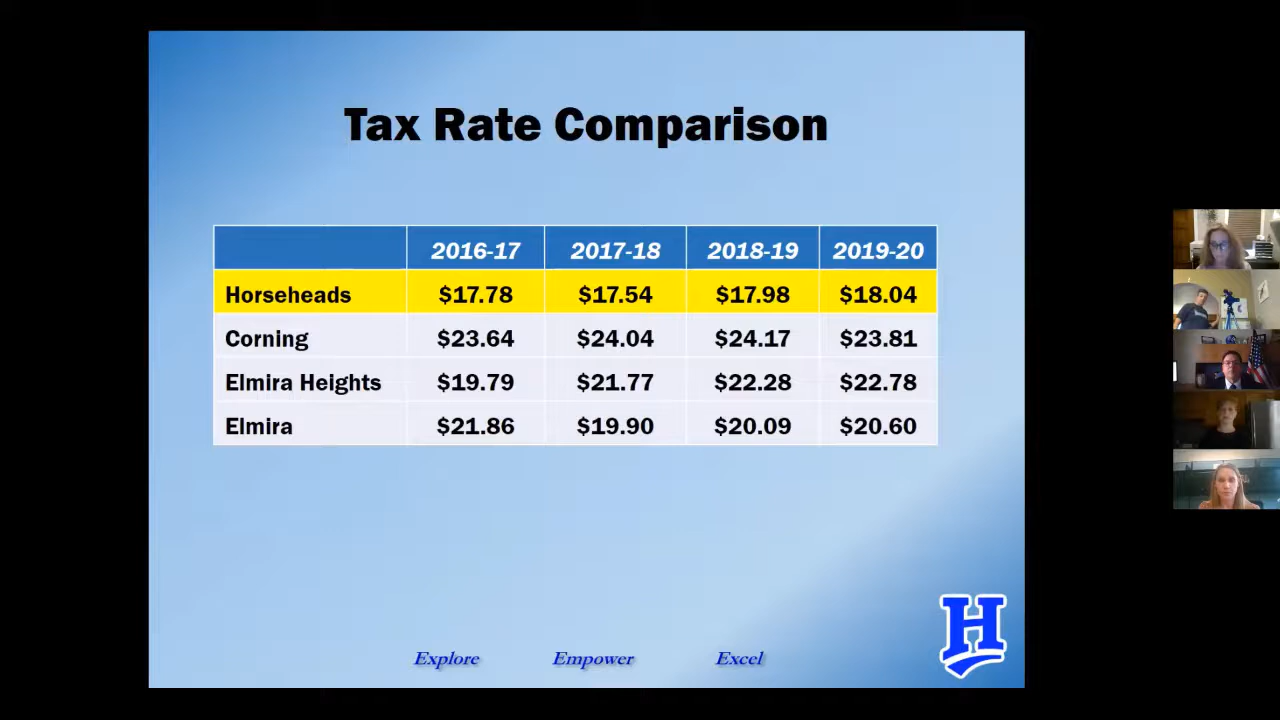 Tax Rate Comparison
2016-17 2017-18 2018-19 2019-20
Horseheads $17.78 $17.54 $17.98 $18.04
Corning $23.64 $24.04 $24.17 $23.81
Elmira Heights $19.79 $21.77 $22.28 $22.78
Elmira $21.86 $19.90 $20.09 $20.60
H
Explore Empower Excel